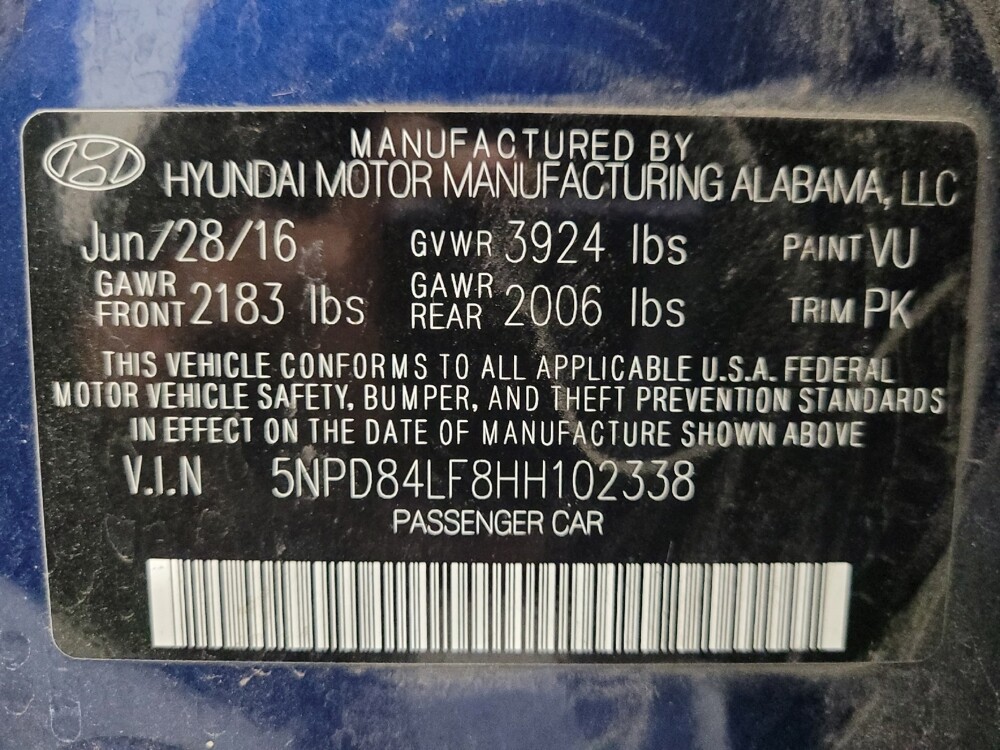 MANUFACTURED BY
HYUNDAI MOTOR MANUFACTURING ALABAMA, LLC
Jun/28/16 GVWR 3924 lbs PAINT VU
GAWR FRONT 2183 lbs GAWR REAR 2006 lbs TRIM PK
THIS VEHICLE CONFORMS TO ALL APPLICABLE U.S.A. FEDERAL
MOTOR VEHICLE SAFETY, BUMPER, AND THEFT PREVENTION STANDARDS
IN EFFECT ON THE DATE OF MANUFACTURE SHOWN ABOVE
V.I.N 5NPD84LF8HH102338
PASSENGER CAR